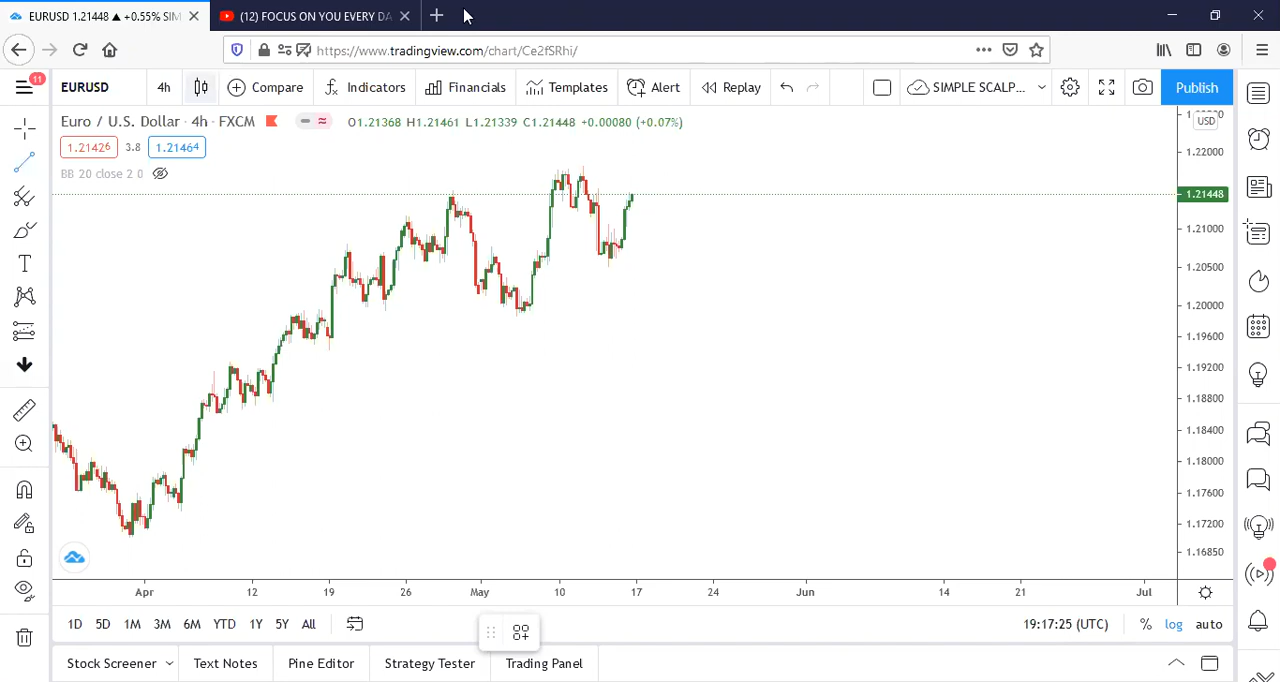 EURUSD 1.21448 ▲ +0.55% SIM
(12) FOCUS ON YOU EVERY DA
https://www.tradingview.com/chart/Ce2fSRhi/
11
EURUSD 4h Compare Indicators Financials Templates Alert Replay SIMPLE SCALP... Publish
Euro / U.S. Dollar · 4h · FXCM O1.21368 H1.21461 L1.21339 C1.21448 +0.00080 (+0.07%)
USD
1.21426 3.8 1.21464
BB 20 close 2 0
1.22000
1.21448
1.21000
1.20500
1.20000
1.19600
1.19200
1.18800
1.18400
1.18000
1.17600
1.17200
1.16850
Apr 12 19 26 May 10 17 24 Jun 14 21 Jul
1D 5D 1M 3M 6M YTD 1Y 5Y All 19:17:25 (UTC) % log auto
Stock Screener Text Notes Pine Editor Strategy Tester Trading Panel